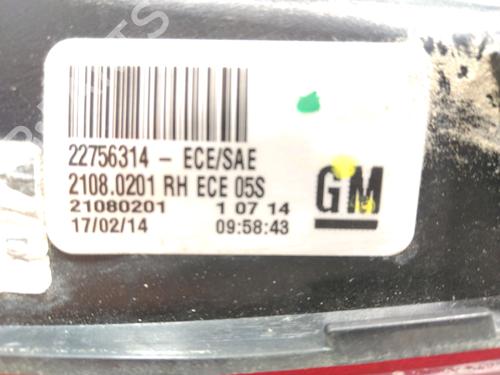 22756314 - ECE/SAE
2108.0201 RH ECE 05S
21080201 1 07 14
17/02/14 09:58:43
GM